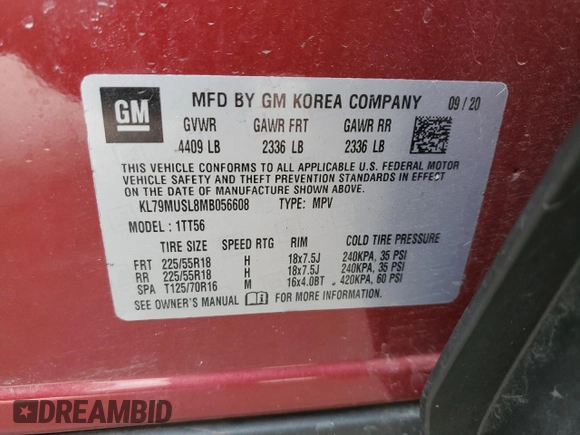 GM
MFD BY GM KOREA COMPANY 09 / 20
GVWR GAWR FRT GAWR RR
4409 LB 2336 LB 2336 LB
THIS VEHICLE CONFORMS TO ALL APPLICABLE U.S. FEDERAL MOTOR
VEHICLE SAFETY AND THEFT PREVENTION STANDARDS IN EFFECT
ON THE DATE OF MANUFACTURE SHOWN ABOVE.
KL79MUSL8MB056608 TYPE: MPV
MODEL : 1TT56
TIRE SIZE SPEED RTG RIM COLD TIRE PRESSURE
FRT 225/55R18 H 18x7.5J 240KPA, 35 PSI
RR 225/55R18 H 18x7.5J 240KPA, 35 PSI
SPA T125/70R16 M 16x4.0BT 420KPA, 60 PSI
SEE OWNER'S MANUAL FOR MORE INFORMATION.
DREAMBID